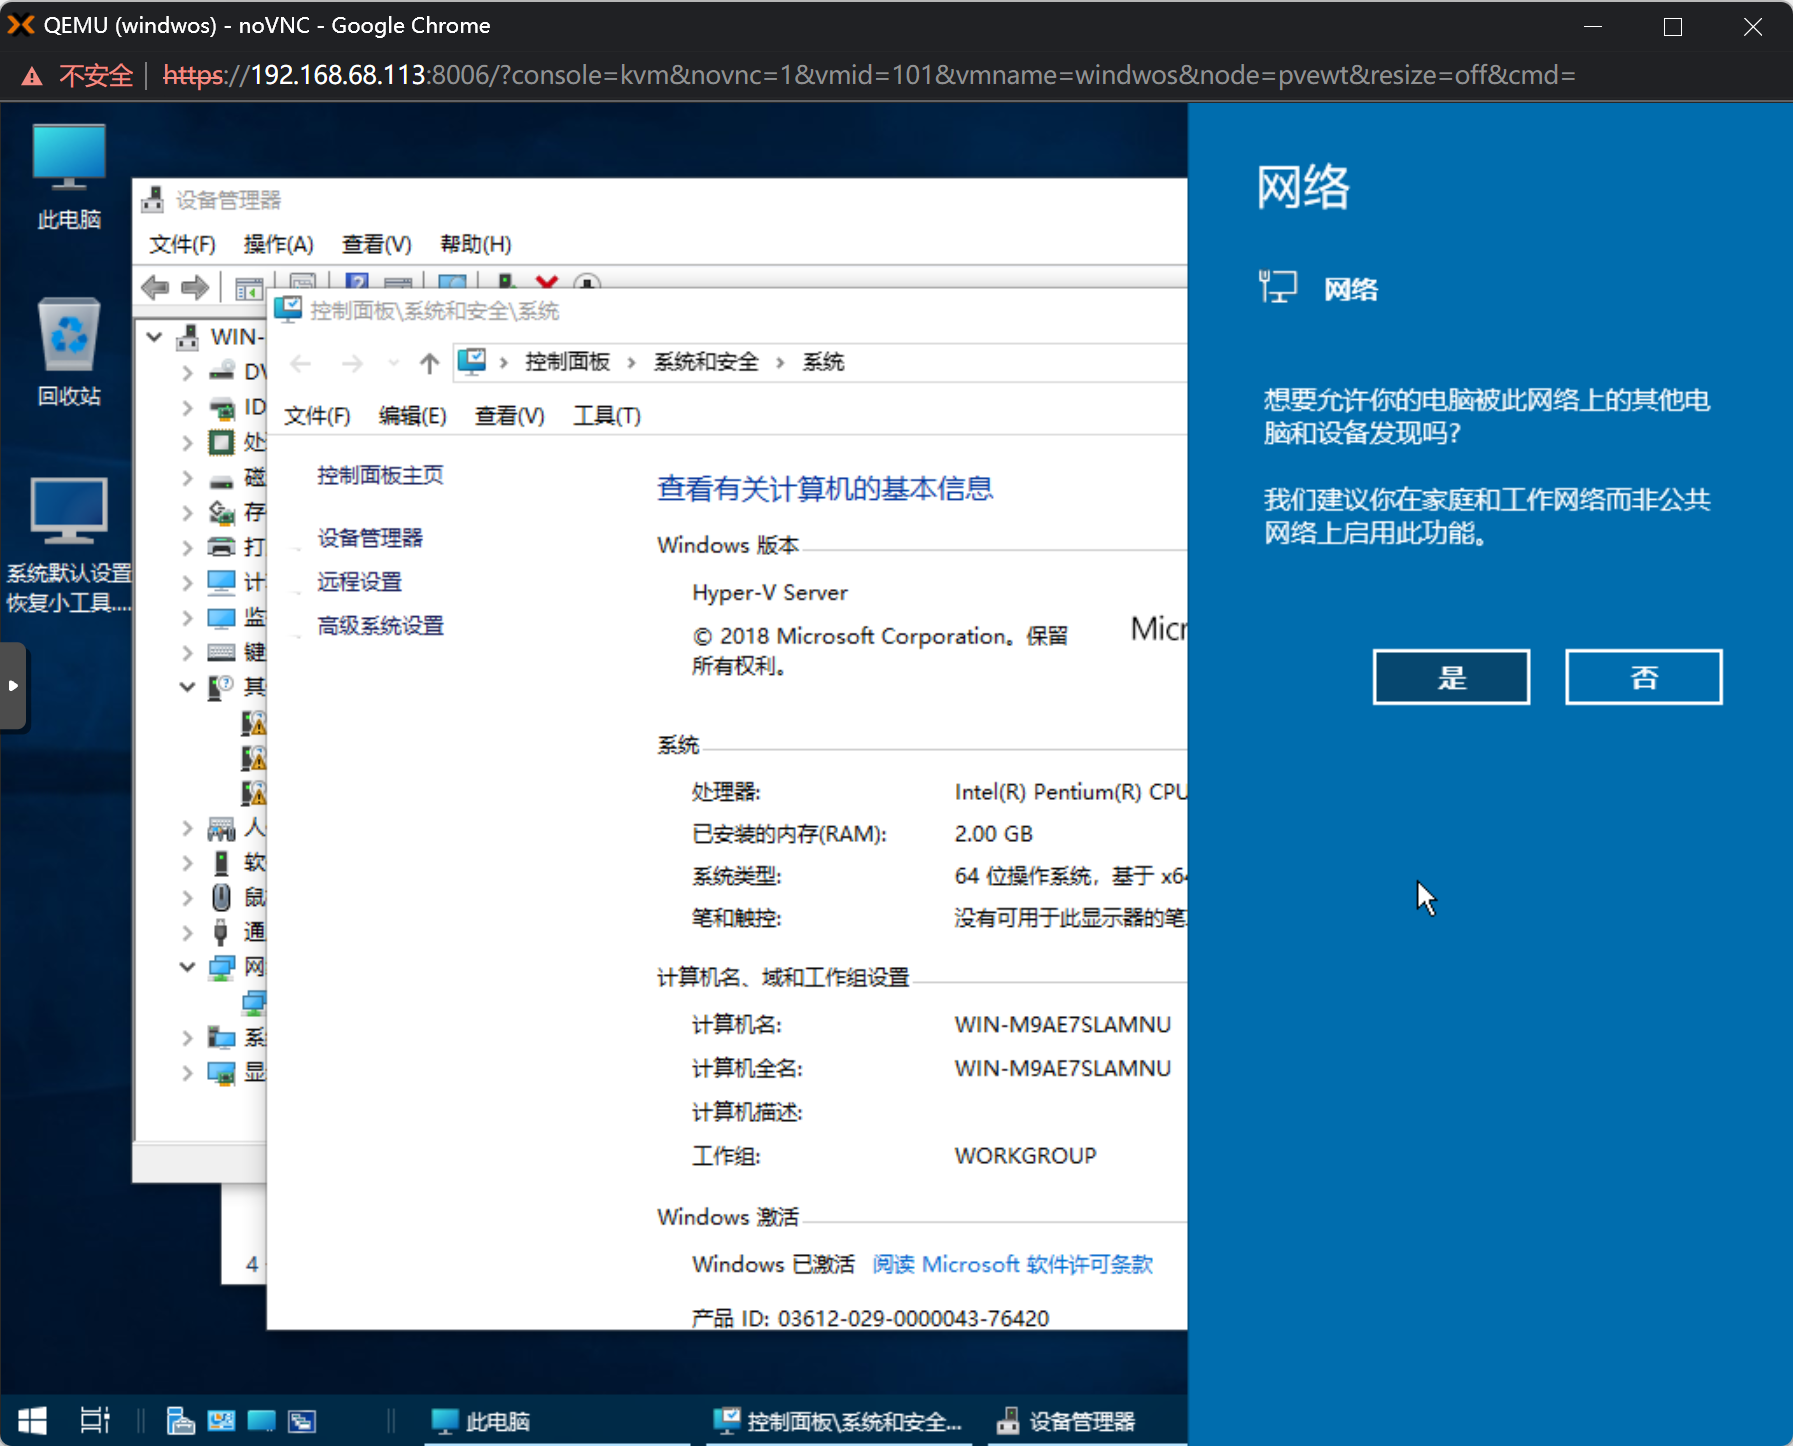 QEMU (windwos) - noVNC - Google Chrome
不安全 https://192.168.68.113:8006/?console=kvm&novnc=1&vmid=101&vmname=windwos&node=pvewt&resize=off&cmd=
此电脑
回收站
系统默认设置
恢复小工具....
设备管理器
文件(F) 操作(A) 查看(V) 帮助(H)
WIN-
DV
ID
处
磁
存
打
计
监
键
其
人
软
鼠
通
网
系
显
4
控制面板\系统和安全\系统
控制面板 系统和安全 系统
文件(F) 编辑(E) 查看(V) 工具(T)
控制面板主页
设备管理器
远程设置
高级系统设置
查看有关计算机的基本信息
Windows 版本
Hyper-V Server
© 2018 Microsoft Corporation。保留
所有权利。
Micr
系统
处理器: Intel(R) Pentium(R) CPU
已安装的内存(RAM): 2.00 GB
系统类型: 64 位操作系统，基于 x64
笔和触控: 没有可用于此显示器的笔
计算机名、域和工作组设置
计算机名: WIN-M9AE7SLAMNU
计算机全名: WIN-M9AE7SLAMNU
计算机描述:
工作组: WORKGROUP
Windows 激活
Windows 已激活 阅读 Microsoft 软件许可条款
产品 ID: 03612-029-0000043-76420
网络
网络
想要允许你的电脑被此网络上的其他电
脑和设备发现吗?
我们建议你在家庭和工作网络而非公共
网络上启用此功能。
是 否
此电脑 控制面板\系统和安全... 设备管理器